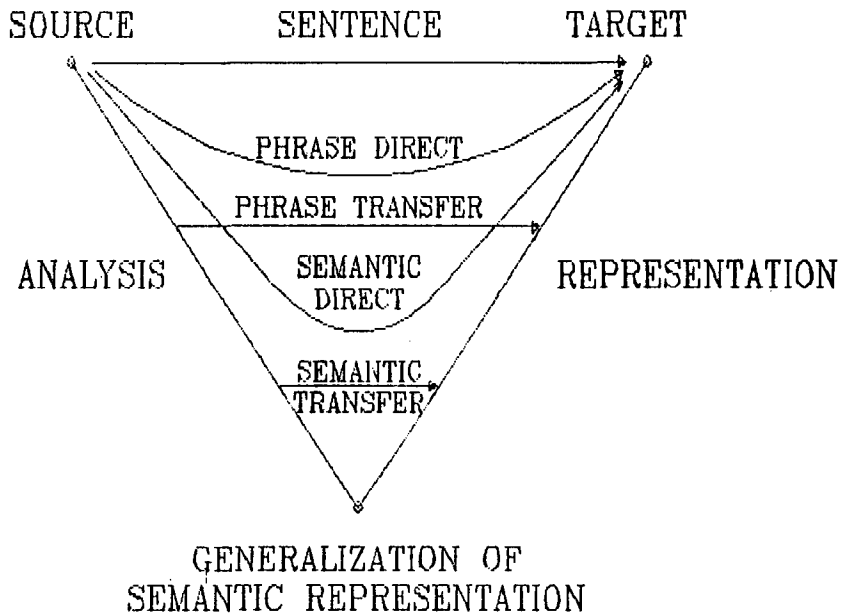 SOURCE SENTENCE TARGET
PHRASE DIRECT
PHRASE TRANSFER
ANALYSIS
SEMANTIC
DIRECT
REPRESENTATION
SEMANTIC
TRANSFER
GENERALIZATION OF
SEMANTIC REPRESENTATION